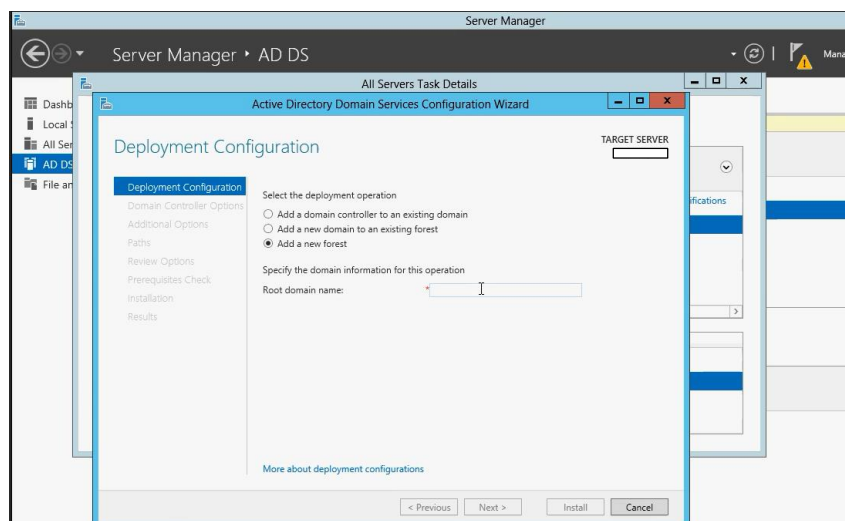 Server Manager
Server Manager • AD DS
Mana
All Servers Task Details
Active Directory Domain Services Configuration Wizard
Dashb
Local S
All Ser
AD DS
File an
Deployment Configuration
TARGET SERVER
Deployment Configuration
Domain Controller Options
Additional Options
Paths
Review Options
Prerequisites Check
Installation
Results
Select the deployment operation
Add a domain controller to an existing domain
Add a new domain to an existing forest
Add a new forest
Specify the domain information for this operation
Root domain name:
*
ifications
More about deployment configurations
< Previous
Next >
Install
Cancel